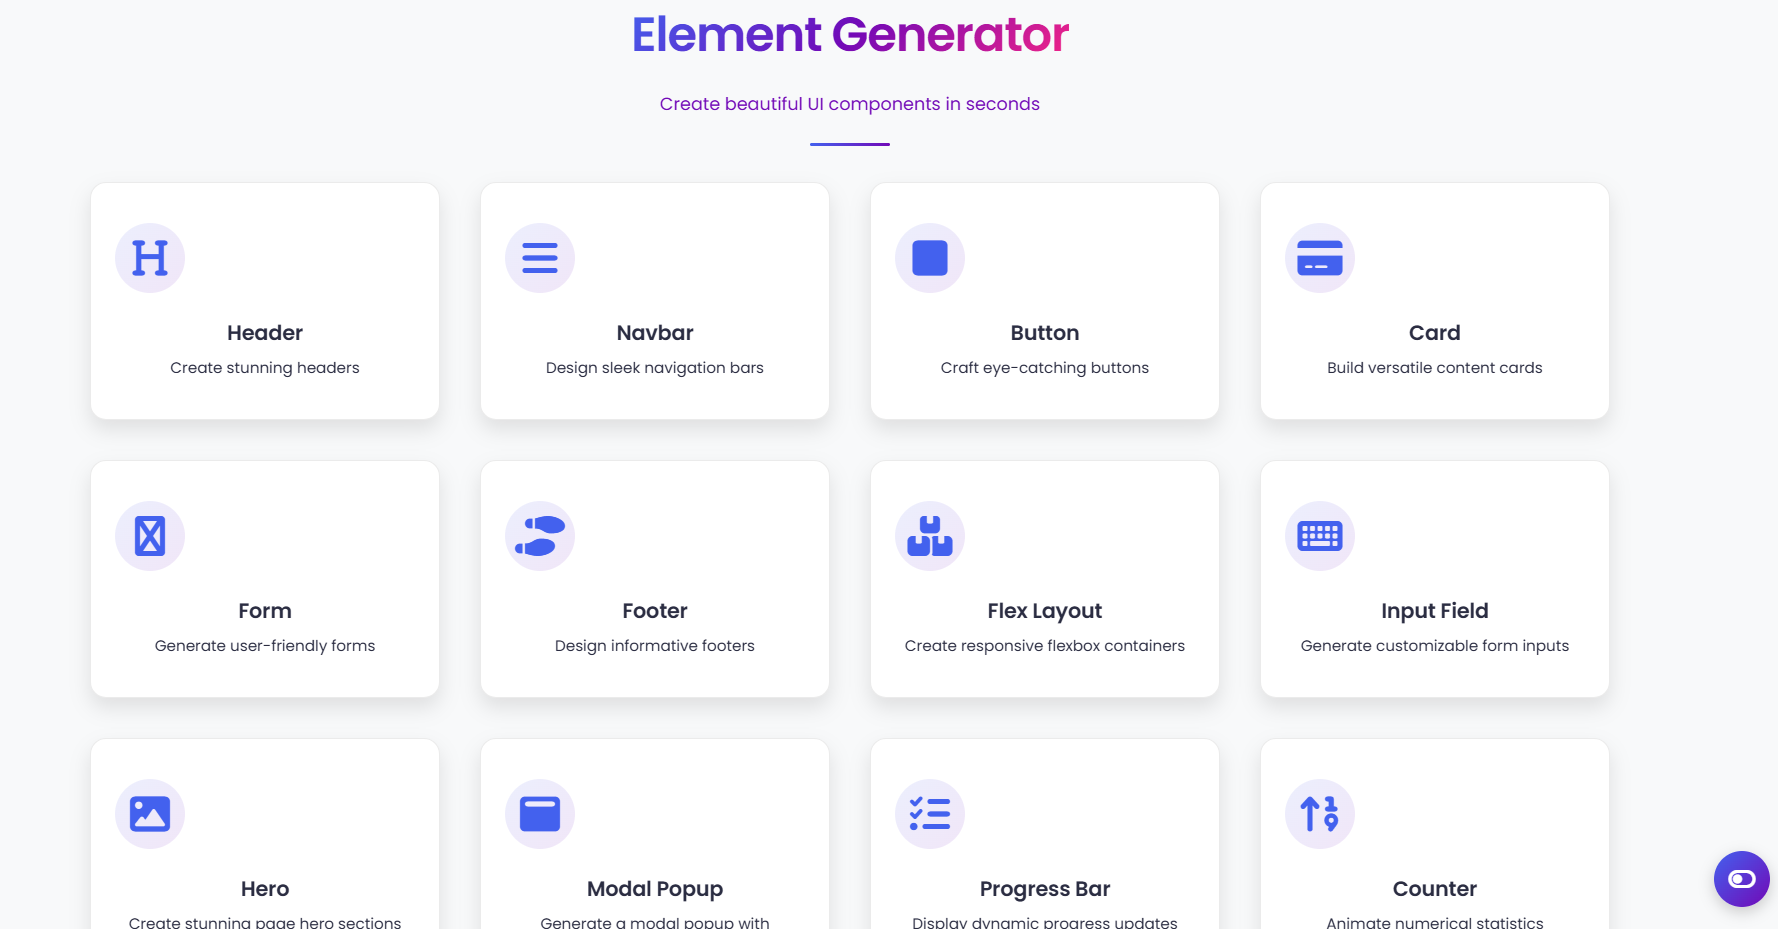 Element Generator
Create beautiful UI components in seconds
Header
Create stunning headers
Navbar
Design sleek navigation bars
Button
Craft eye-catching buttons
Card
Build versatile content cards
Form
Generate user-friendly forms
Footer
Design informative footers
Flex Layout
Create responsive flexbox containers
Input Field
Generate customizable form inputs
Hero
Create stunning page hero sections
Modal Popup
Generate a modal popup with
Progress Bar
Display dynamic progress updates
Counter
Animate numerical statistics